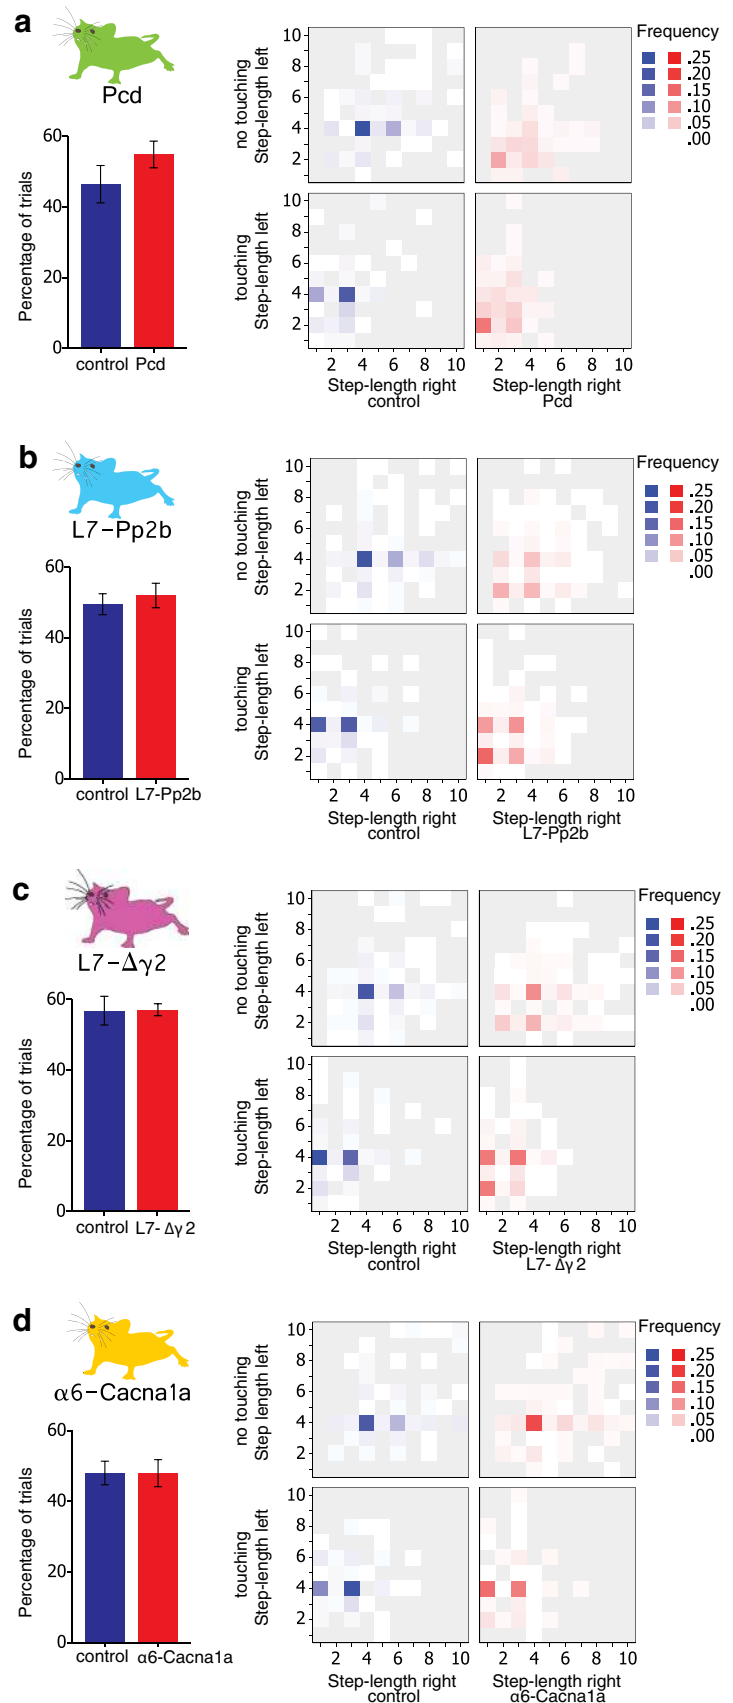 a
Pcd
Percentage of trials
60
40
20
0
control Pcd
no touching
Step-length left
10
8
6
4
2
touching
Step-length left
10
8
6
4
2
2 4 6 8 10 2 4 6 8 10
Step-length right
control
Step-length right
Pcd
Frequency
.25
.20
.15
.10
.05
.00
b
L7-Pp2b
Percentage of trials
60
40
20
0
control L7-Pp2b
no touching
Step-length left
10
8
6
4
2
touching
Step-length left
10
8
6
4
2
2 4 6 8 10 2 4 6 8 10
Step-length right
control
Step-length right
L7-Pp2b
Frequency
.25
.20
.15
.10
.05
.00
c
L7-Δγ2
Percentage of trials
60
40
20
0
control L7-Δγ2
no touching
Step-length left
10
8
6
4
2
touching
Step-length left
10
8
6
4
2
2 4 6 8 10 2 4 6 8 10
Step-length right
control
Step-length right
L7-Δγ2
Frequency
.25
.20
.15
.10
.05
.00
d
α6-Cacna1a
Percentage of trials
60
40
20
0
control α6-Cacna1a
no touching
Step length left
10
8
6
4
2
touching
Step-length left
10
8
6
4
2
2 4 6 8 10 2 4 6 8 10
Step-length right
control
Step-length right
α6-Cacna1a
Frequency
.25
.20
.15
.10
.05
.00